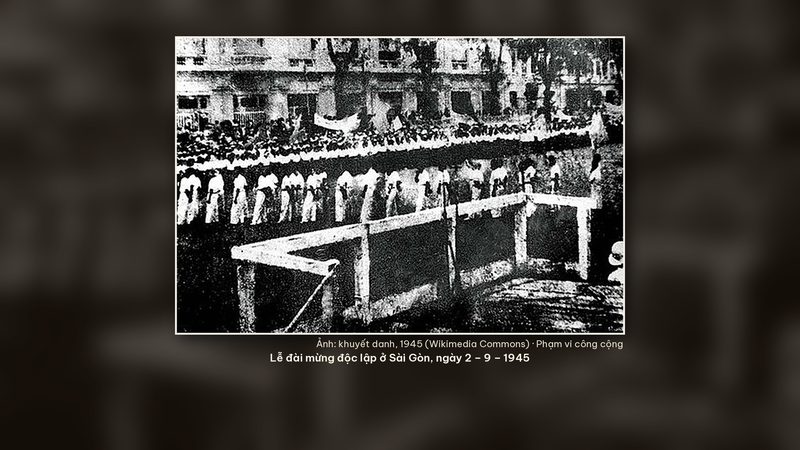 Ảnh: khuyết danh, 1945 (Wikimedia Commons) · Phạm vi công cộng
Lễ đài mừng độc lập ở Sài Gòn, ngày 2 – 9 – 1945